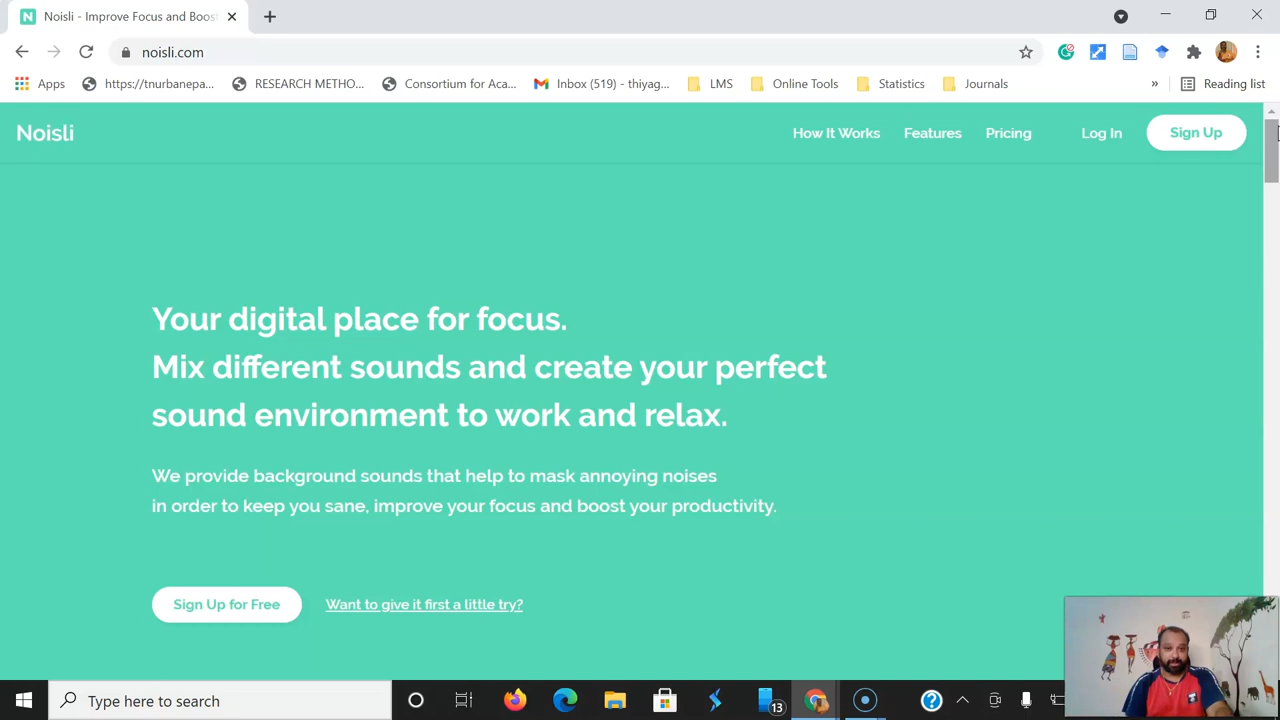 Noisli - Improve Focus and Boost
noisli.com
Apps
https://tnurbanepa...
RESEARCH METHO...
Consortium for Aca...
Inbox (519) - thiyag...
LMS
Online Tools
Statistics
Journals
»
Reading list
Noisli
How It Works
Features
Pricing
Log In
Sign Up
Your digital place for focus.
Mix different sounds and create your perfect
sound environment to work and relax.
We provide background sounds that help to mask annoying noises
in order to keep you sane, improve your focus and boost your productivity.
Sign Up for Free
Want to give it first a little try?
Type here to search
13